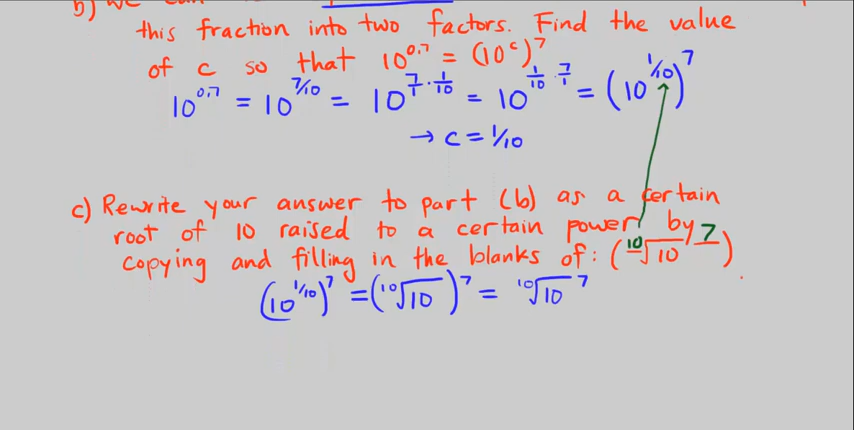 b) we can
this fraction into two factors. Find the value
of c so that 10^0.7 = (10^c)^7
10^0.7 = 10^7/10 = 10^(7/1 · 1/10) = 10^(1/10 · 7/1) = (10^1/10)^7
→ c = 1/10
c) Rewrite your answer to part (b) as a certain
root of 10 raised to a certain power by
copying and filling in the blanks of: (¹⁰√10 ^7)
(10^1/10)^7 = (¹⁰√10)^7 = ¹⁰√10 ^7